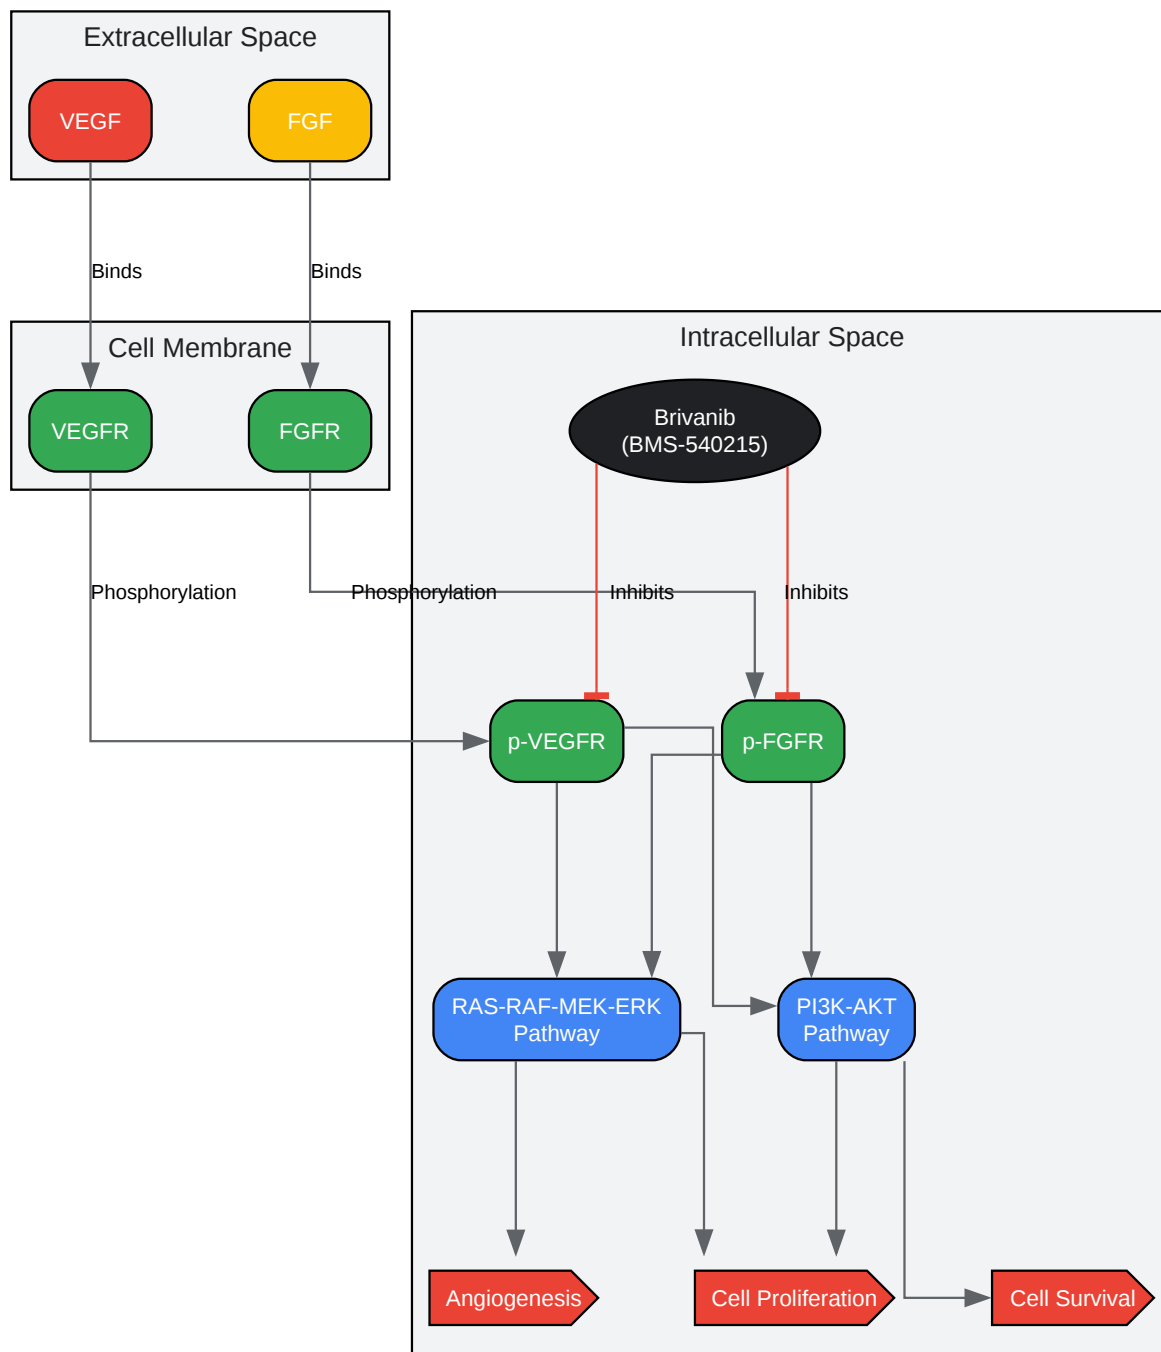 Extracellular Space
VEGF
FGF
Binds
Binds
Cell Membrane
VEGFR
FGFR
Intracellular Space
Brivanib
(BMS-540215)
Phosphorylation
Phosphorylation
Inhibits
Inhibits
p-VEGFR
p-FGFR
RAS-RAF-MEK-ERK
Pathway
PI3K-AKT
Pathway
Angiogenesis
Cell Proliferation
Cell Survival